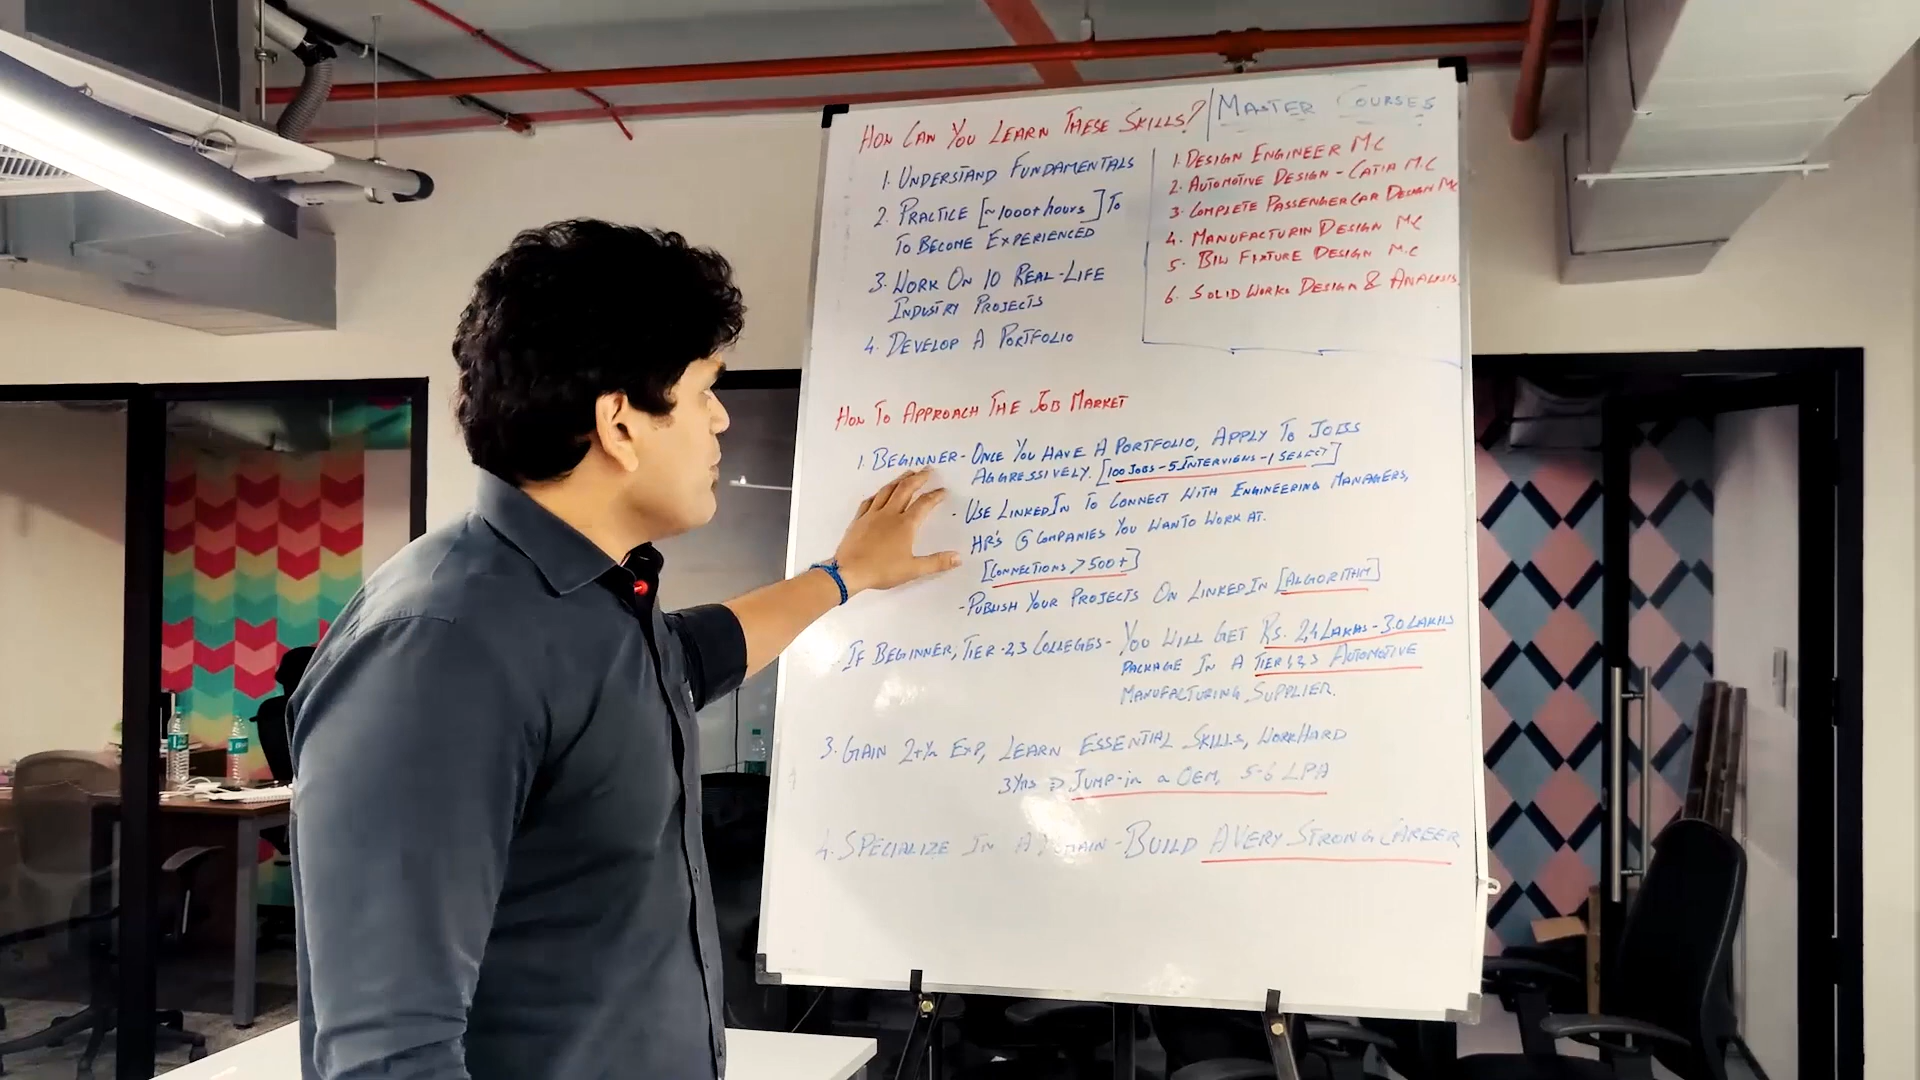 HOW CAN YOU LEARN THESE SKILLS?
1. UNDERSTAND FUNDAMENTALS
2. PRACTICE [~1000+ hours] TO
TO BECOME EXPERIENCED
3. WORK ON 10 REAL-LIFE
INDUSTRY PROJECTS
4. DEVELOP A PORTFOLIO
MASTER COURSES
1. DESIGN ENGINEER M.C
2. AUTOMOTIVE DESIGN - CATIA M.C
3. COMPLETE PASSENGER CAR DESIGN MC
4. MANUFACTURIN DESIGN MC
5. BIW FIXTURE DESIGN M.C
6. SOLID WORKS DESIGN & ANALYSIS
HOW TO APPROACH THE JOB MARKET
1. BEGINNER - ONCE YOU HAVE A PORTFOLIO, APPLY TO JOBS
AGGRESSIVELY. [100 JOBS - 5 INTERVIEWS - 1 SELECT]
- USE LINKEDIN TO CONNECT WITH ENGINEERING MANAGERS,
HR'S & COMPANIES YOU WANTO WORK AT.
[CONNECTIONS > 500+]
- PUBLISH YOUR PROJECTS ON LINKEDIN [ALGORITHM]
IF BEGINNER, TIER-2,3 COLLEGES - YOU WILL GET RS. 2.4 LAKHS - 3.0 LAKHS
PACKAGE IN A TIER 1,2,3 AUTOMOTIVE
MANUFACTURING SUPPLIER.
3. GAIN 2+Yr EXP, LEARN ESSENTIAL SKILLS, WORK HARD
3 YRS ⇒ JUMP-in a OEM, 5-6 LPA
4. SPECIALIZE IN A DOMAIN - BUILD A VERY STRONG CAREER